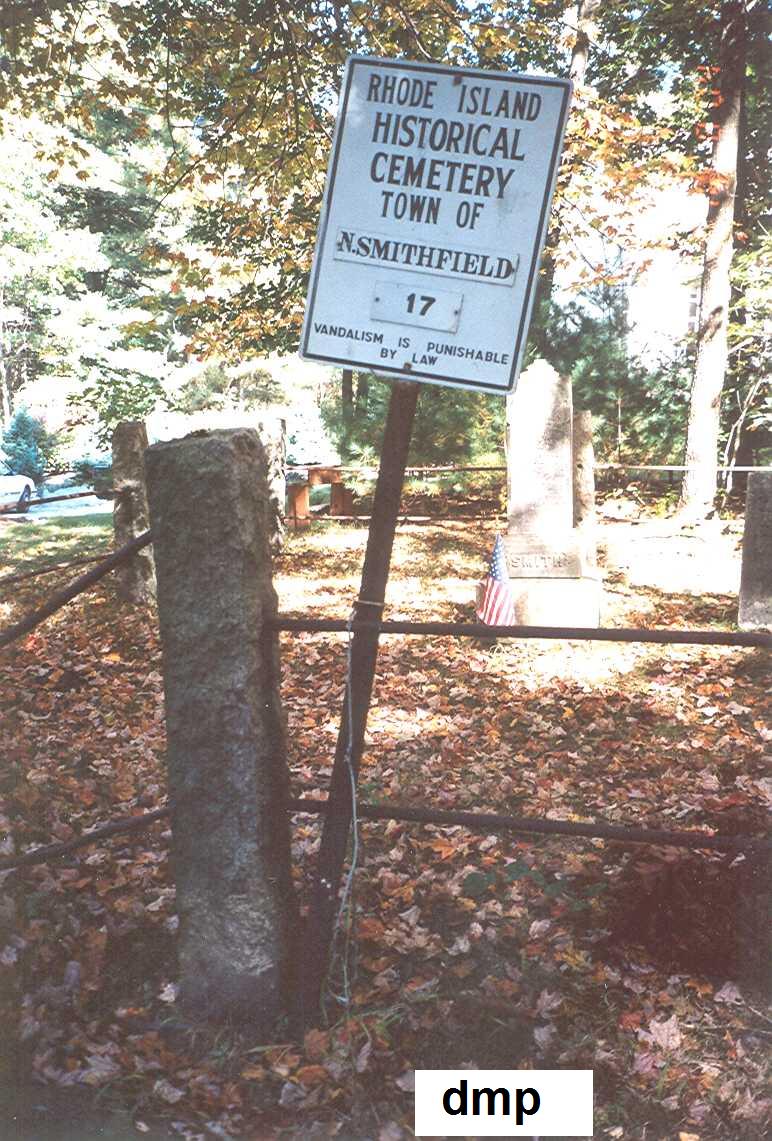 RHODE ISLAND
HISTORICAL
CEMETERY
TOWN OF
N.SMITHFIELD
17
VANDALISM IS PUNISHABLE
BY LAW
SMITH
dmp